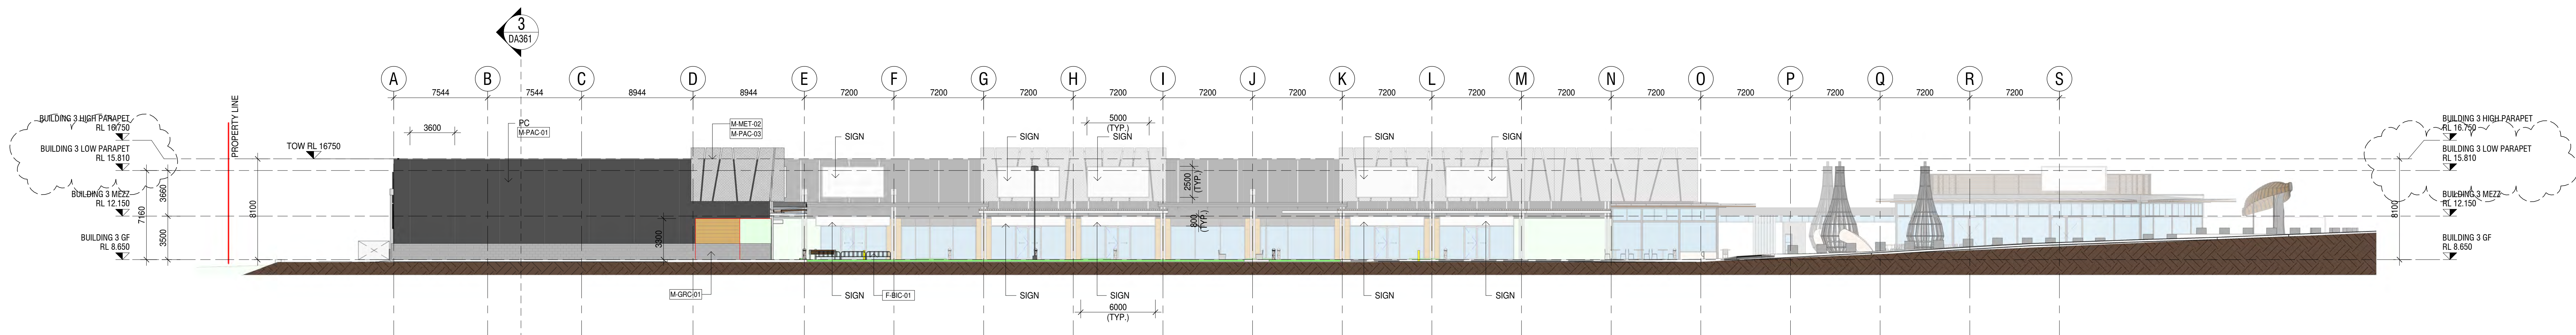 3
DA361
A B C D E F G H I J K L M N O P Q R S
7544 7544 8944 8944 7200 7200 7200 7200 7200 7200 7200 7200 7200 7200 7200 7200 7200 7200
BUILDING 3 HIGH PARAPET
RL 16.750
BUILDING 3 LOW PARAPET
RL 15.810
BUILDING 3 MEZZ
RL 12.150
BUILDING 3 GF
RL 8.650
7160
3660
3500
PROPERTY LINE
8100
TOW RL 16750
3600
PC
M-PAC-01
M-MET-02
M-PAC-03
3300
M-GRC-01
SIGN
SIGN
SIGN
SIGN
SIGN
5000
(TYP.)
2500
(TYP.)
800
(TYP.)
SIGN
F-BIC-01
SIGN
SIGN
SIGN
SIGN
6000
(TYP.)
BUILDING 3 HIGH PARAPET
RL 16.750
BUILDING 3 LOW PARAPET
RL 15.810
BUILDING 3 MEZZ
RL 12.150
BUILDING 3 GF
RL 8.650
8100